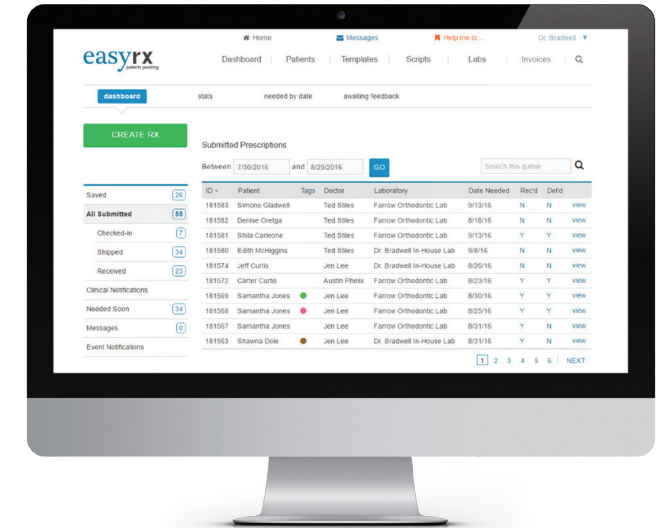 Home Messages Help me to ... Dr. Bradwell
easyrx
patents pending
Dashboard Patients Templates Scripts Labs Invoices
dashboard stats needed by date awaiting feedback
CREATE RX
Submitted Prescriptions
Between 7/30/2016 and 8/29/2016 GO Search this queue
Saved 26
All Submitted 55
Checked-in 7
Shipped 34
Received 23
Clinical Notifications
Needed Soon 34
Messages 0
Event Notifications
ID Patient Tags Doctor Laboratory Date Needed Rec'd Del'd
181583 Simone Gladwell Ted Stiles Farrow Orthodontic Lab 9/13/16 N N view
181582 Denise Oretga Ted Stiles Farrow Orthodontic Lab 8/18/16 N N view
181581 Shila Carleone Ted Stiles Farrow Orthodontic Lab 9/13/16 Y Y view
181580 Edith McHiggins Ted Stiles Dr. Bradwell In-House Lab 9/8/16 N N view
181574 Jeff Curtis Jen Lee Dr. Bradwell In-House Lab 8/26/16 N N view
181572 Carter Curtis Austin Phelix Farrow Orthodontic Lab 8/23/16 Y Y view
181569 Samantha Jones Jen Lee Farrow Orthodontic Lab 8/30/16 Y Y view
181568 Samantha Jones Jen Lee Farrow Orthodontic Lab 8/25/16 Y Y view
181567 Samantha Jones Jen Lee Farrow Orthodontic Lab 8/31/16 Y N view
181563 Shawna Dole Jen Lee Dr. Bradwell In-House Lab 8/31/16 Y N view
1 2 3 4 5 6 NEXT